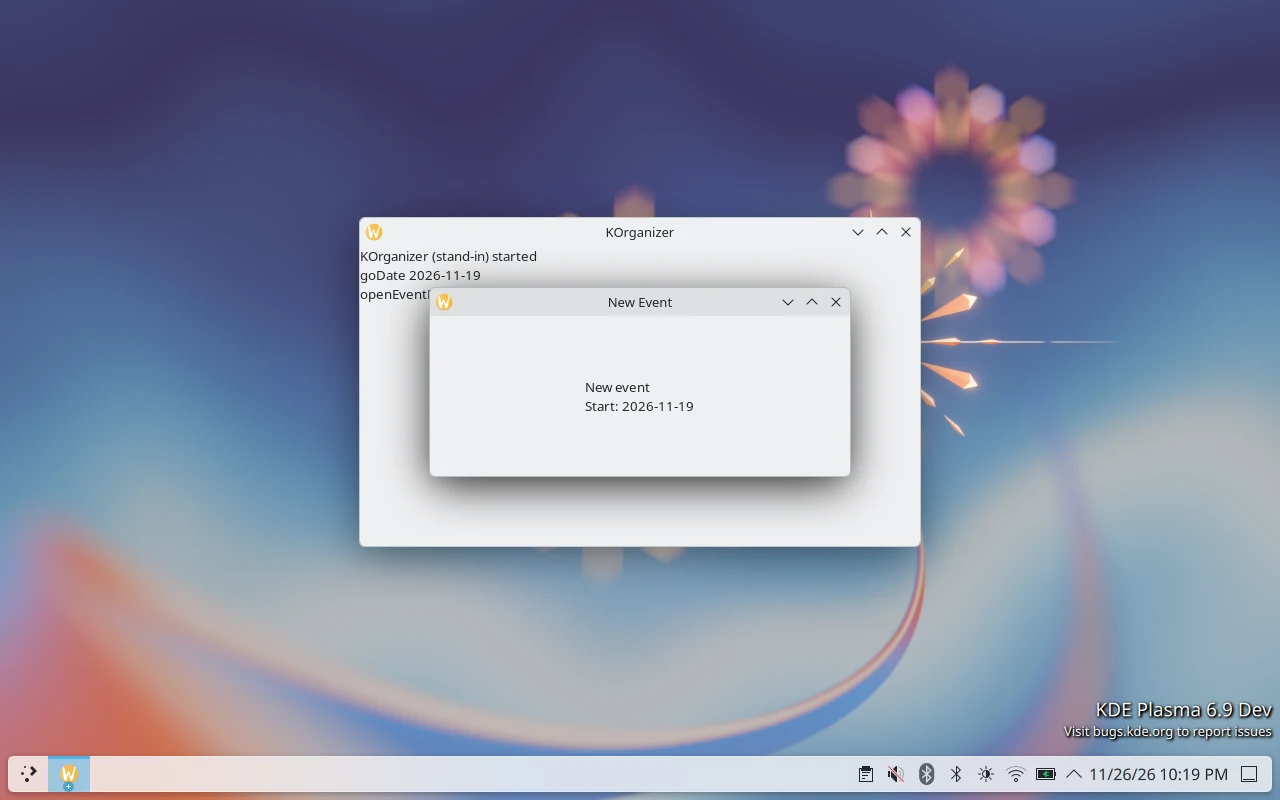 KOrganizer
KOrganizer (stand-in) started
goDate 2026-11-19
openEvent
New Event
New event
Start: 2026-11-19
KDE Plasma 6.9 Dev
Visit bugs.kde.org to report issues
11/26/26 10:19 PM